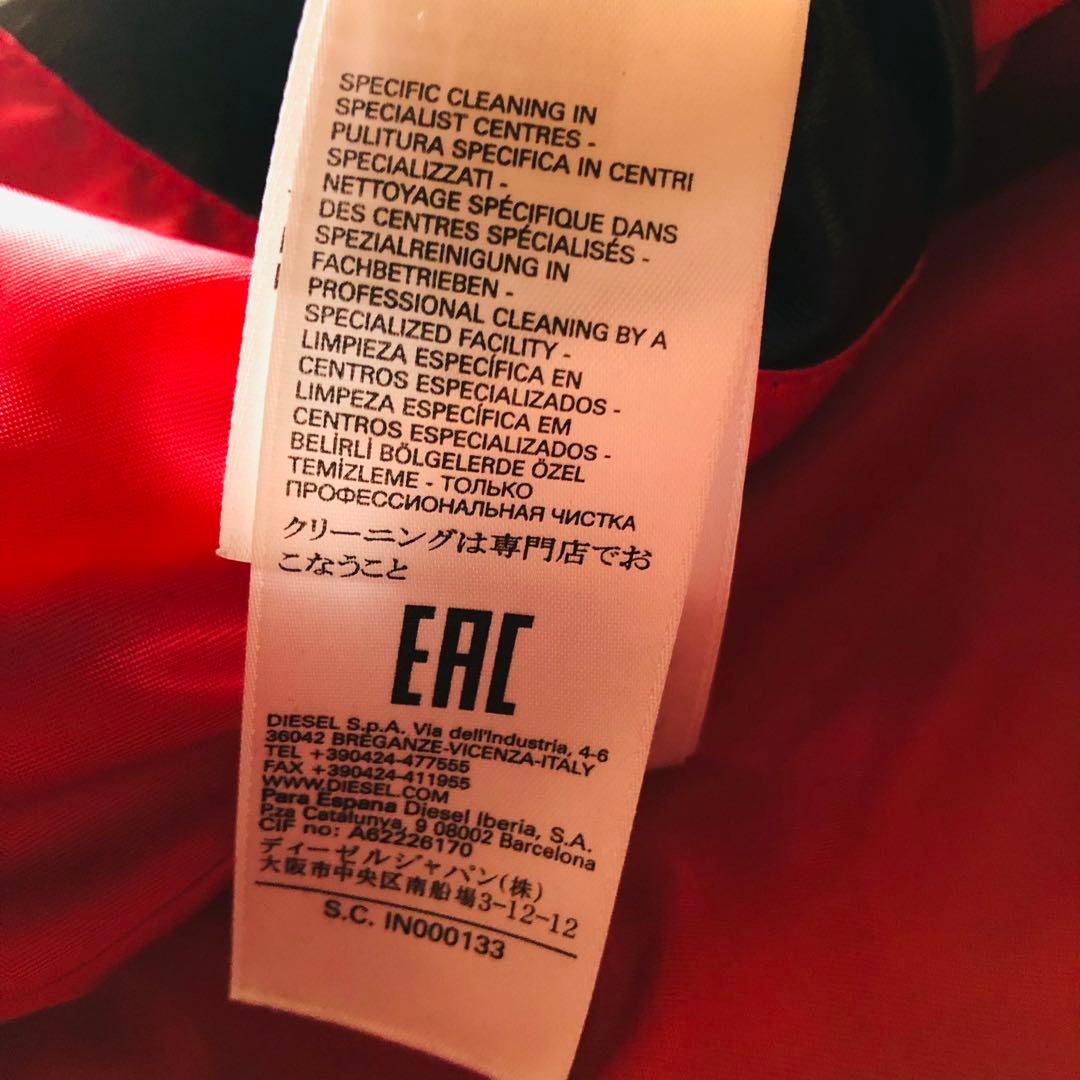 SPECIFIC CLEANING IN
SPECIALIST CENTRES -
PULITURA SPECIFICA IN CENTRI
SPECIALIZZATI -
NETTOYAGE SPÉCIFIQUE DANS
DES CENTRES SPÉCIALISÉS -
SPEZIALREINIGUNG IN
FACHBETRIEBEN -
PROFESSIONAL CLEANING BY A
SPECIALIZED FACILITY -
LIMPIEZA ESPECÍFICA EN
CENTROS ESPECIALIZADOS -
LIMPEZA ESPECÍFICA EM
CENTROS ESPECIALIZADOS -
BELİRLİ BÖLGELERDE ÖZEL
TEMİZLEME - ТОЛЬКО
ПРОФЕССИОНАЛЬНАЯ ЧИСТКА
クリーニングは専門店でお
こなうこと
EAC
DIESEL S.p.A. Via dell'Industria, 4-6
36042 BREGANZE-VICENZA-ITALY
TEL +390424-477555
FAX +390424-411955
WWW.DIESEL.COM
Para Espana Diesel Iberia, S.A.
P.za Catalunya, 9 08002 Barcelona
CIF no: A62226170
ディーゼルジャパン(株)
大阪市中央区南船場3-12-12
S.C. IN000133